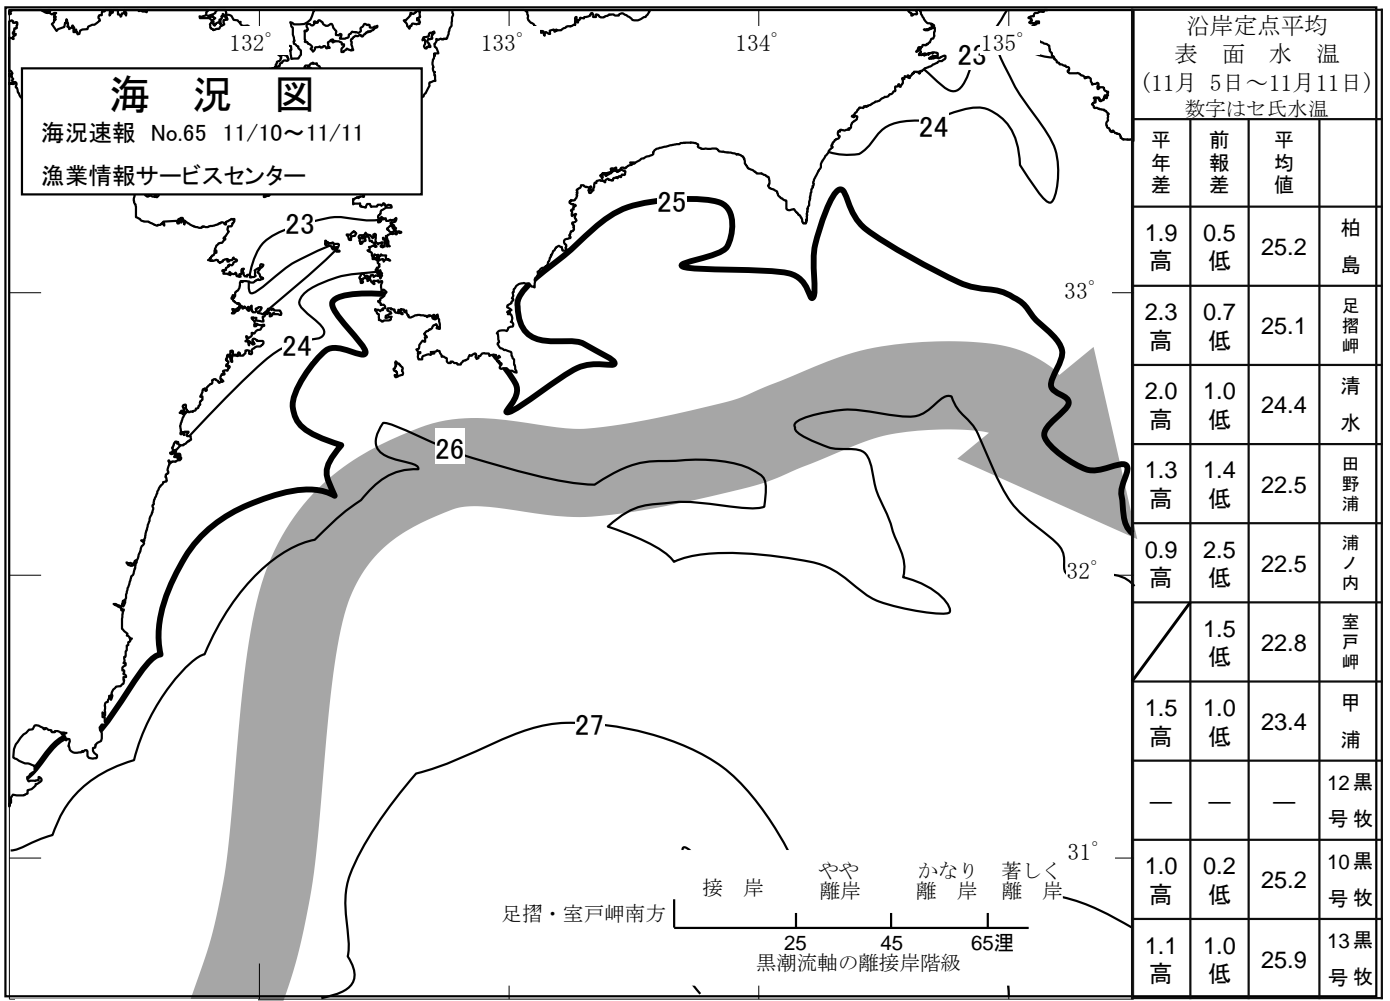 海 況 図
海況速報 No.65 11/10～11/11
漁業情報サービスセンター
132°
133°
134°
135°
23
24
25
23
24
33°
26
32°
27
31°
接 岸
やや
離岸
かなり
離 岸
著しく
離 岸
足摺・室戸岬南方
25 45 65浬
黒潮流軸の離接岸階級
沿岸定点平均
表 面 水 温
(11月 5日～11月11日)
数字はセ氏水温
平年差 前報差 平均値
1.9高 0.5低 25.2 柏島
2.3高 0.7低 25.1 足摺岬
2.0高 1.0低 24.4 清水
1.3高 1.4低 22.5 田野浦
0.9高 2.5低 22.5 浦ノ内
1.5低 22.8 室戸岬
1.5高 1.0低 23.4 甲浦
― ― ― 黒牧12号
1.0高 0.2低 25.2 黒牧10号
1.1高 1.0低 25.9 黒牧13号